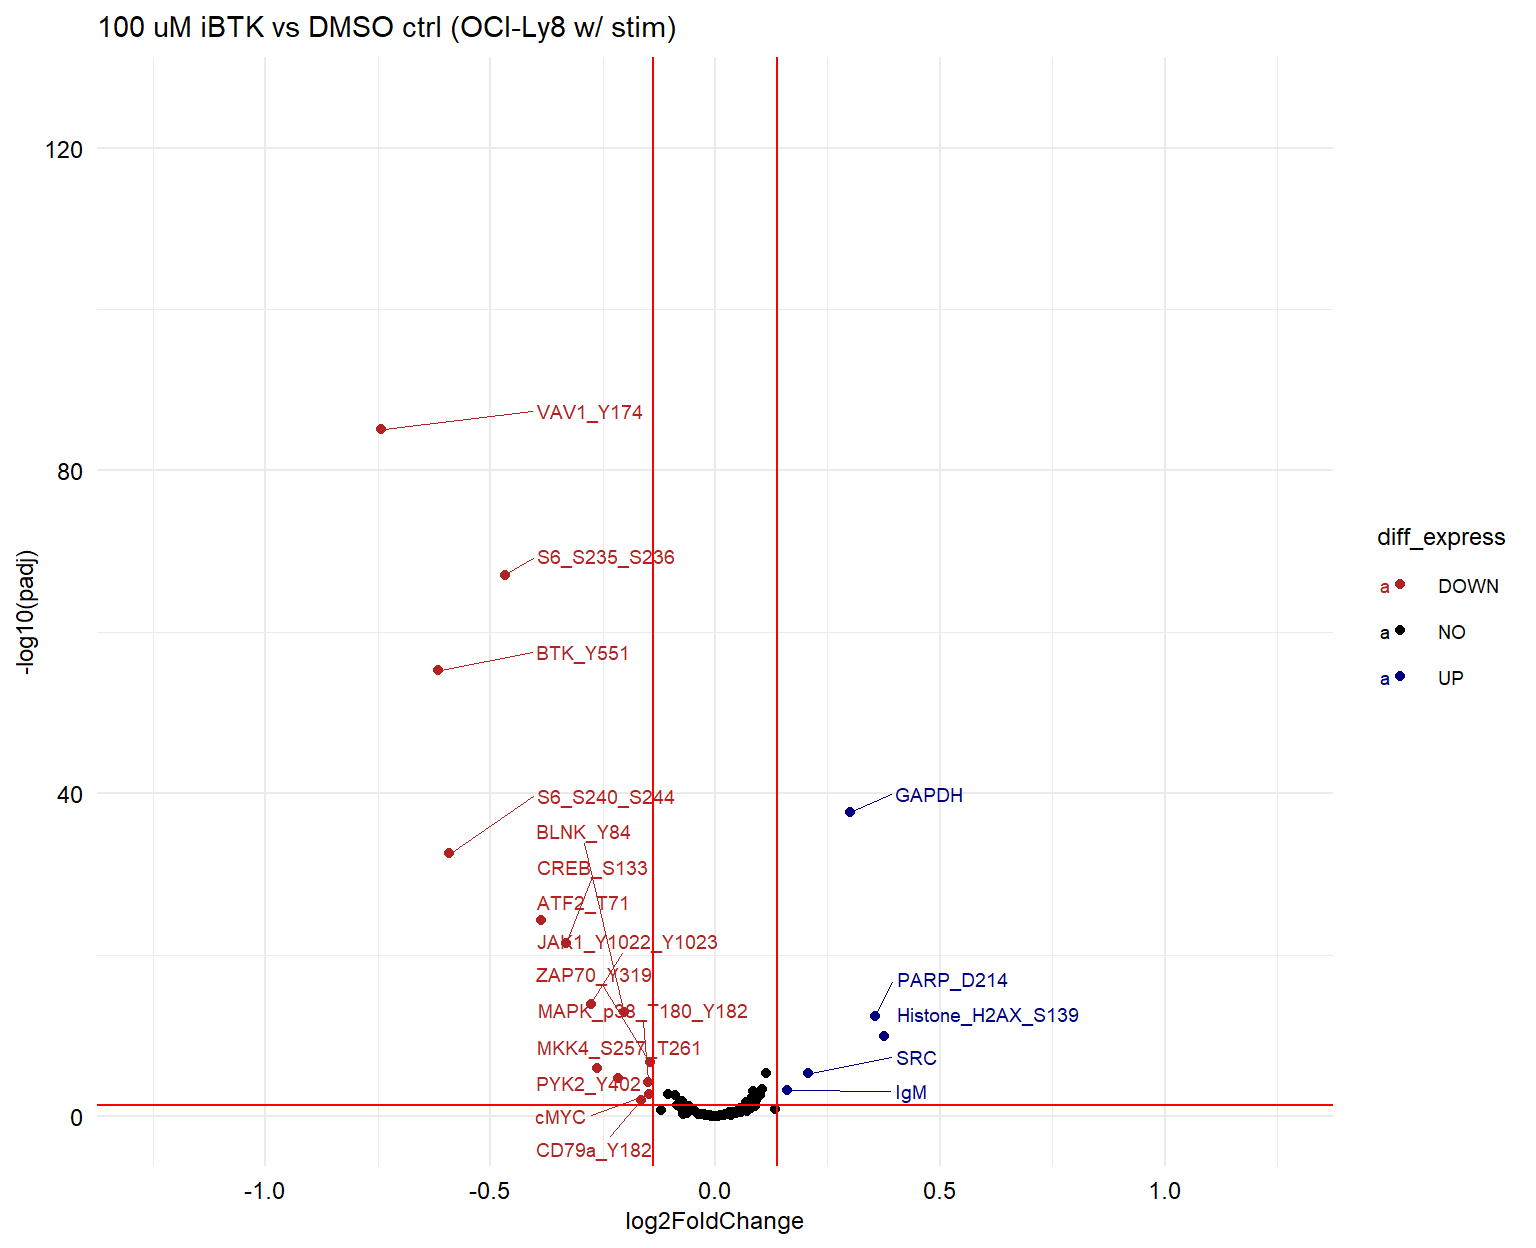 100 uM iBTK vs DMSO ctrl (OCI-Ly8 w/ stim)
120
80
40
0
-log10(padj)
VAV1_Y174
S6_S235_S236
BTK_Y551
S6_S240_S244
BLNK_Y84
CREB_S133
ATF2_T71
JAK1_Y1022_Y1023
ZAP70_Y319
MAPK_p38_T180_Y182
MKK4_S257_T261
PYK2_Y402
cMYC
CD79a_Y182
GAPDH
PARP_D214
Histone_H2AX_S139
SRC
IgM
-1.0
-0.5
0.0
0.5
1.0
log2FoldChange
diff_express
a DOWN
a NO
a UP